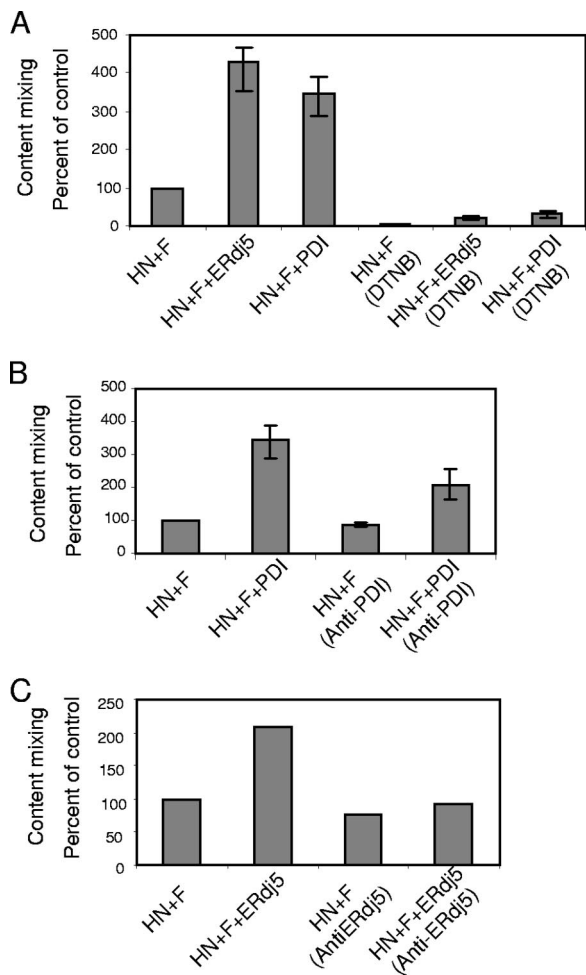 A
Content mixing
Percent of control
500
400
300
200
100
0
HN+F
HN+F+ERdj5
HN+F+PDI
HN+F
(DTNB)
HN+F+ERdj5
(DTNB)
HN+F+PDI
(DTNB)
B
Content mixing
Percent of control
500
400
300
200
100
0
HN+F
HN+F+PDI
HN+F
(Anti-PDI)
HN+F+PDI
(Anti-PDI)
C
Content mixing
Percent of control
250
200
150
100
50
0
HN+F
HN+F+ERdj5
HN+F
(AntiERdj5)
HN+F+ERdj5
(Anti-ERdj5)